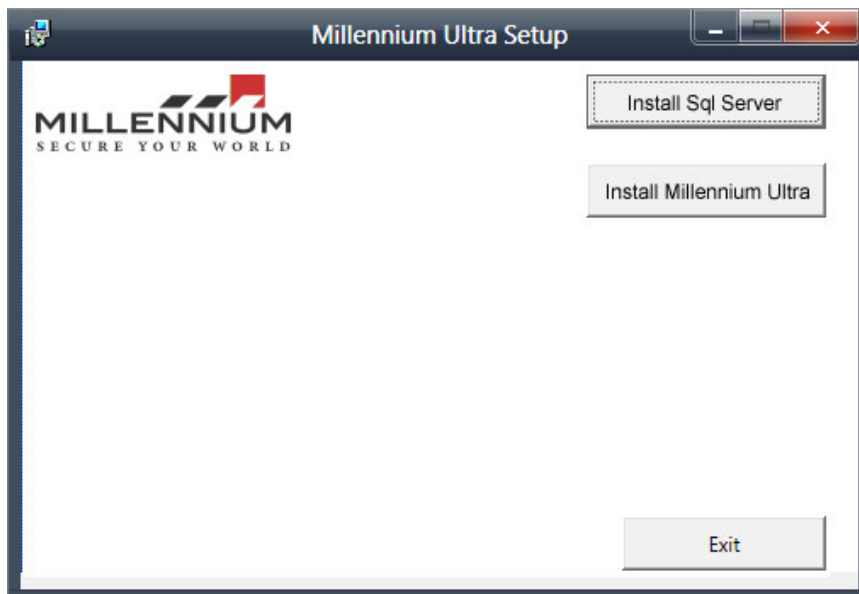 Millennium Ultra Setup
MILLENNIUM
SECURE YOUR WORLD
Install Sql Server
Install Millennium Ultra
Exit